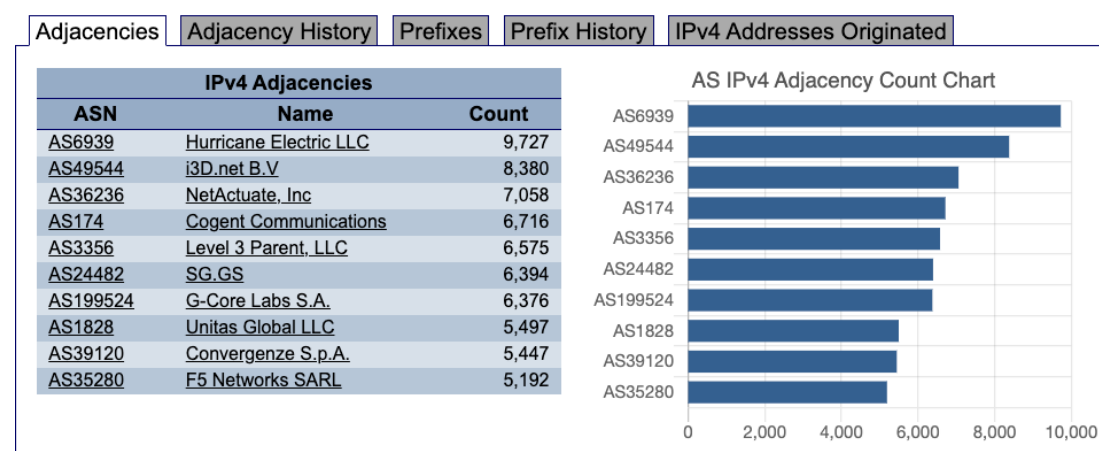 Adjacencies Adjacency History Prefixes Prefix History IPv4 Addresses Originated
IPv4 Adjacencies
ASN Name Count
AS6939 Hurricane Electric LLC 9,727
AS49544 i3D.net B.V 8,380
AS36236 NetActuate, Inc 7,058
AS174 Cogent Communications 6,716
AS3356 Level 3 Parent, LLC 6,575
AS24482 SG.GS 6,394
AS199524 G-Core Labs S.A. 6,376
AS1828 Unitas Global LLC 5,497
AS39120 Convergenze S.p.A. 5,447
AS35280 F5 Networks SARL 5,192
AS IPv4 Adjacency Count Chart
AS6939
AS49544
AS36236
AS174
AS3356
AS24482
AS199524
AS1828
AS39120
AS35280
0 2,000 4,000 6,000 8,000 10,000